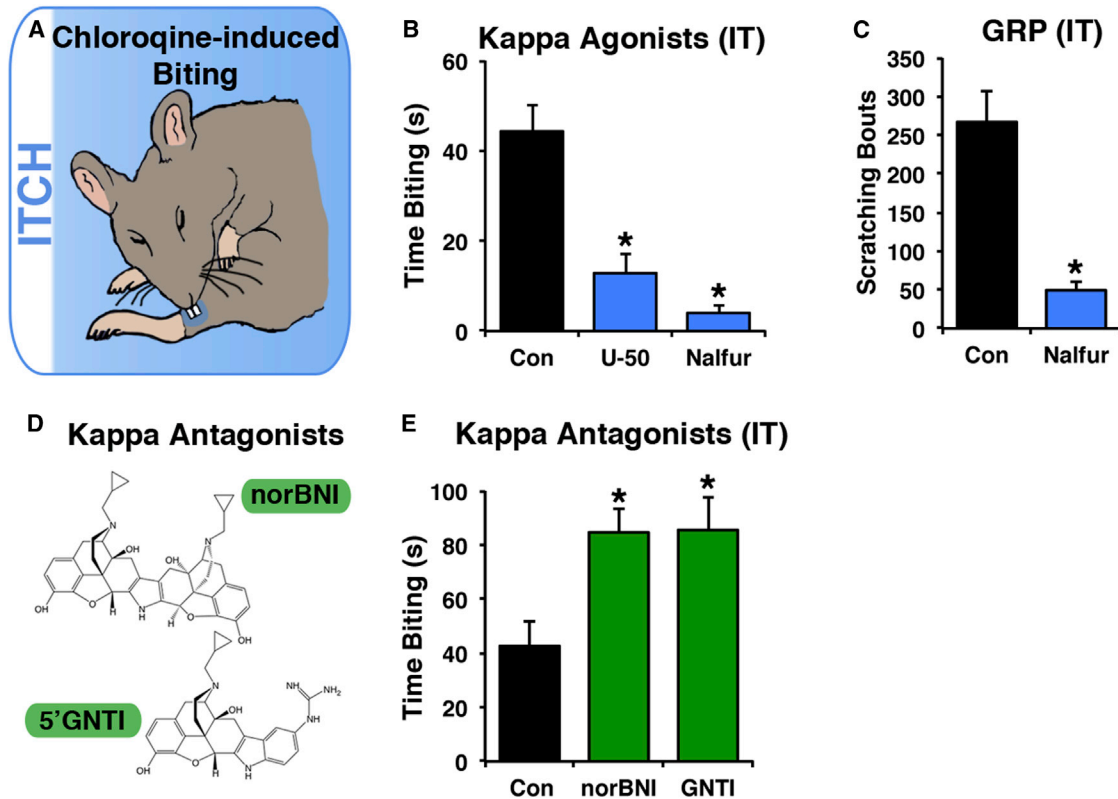 A
Chloroqine-induced
Biting
ITCH
B
Kappa Agonists (IT)
Time Biting (s)
60
40
20
0
*
*
Con
U-50
Nalfur
C
GRP (IT)
Scratching Bouts
350
300
250
200
150
100
50
0
*
Con
Nalfur
D
Kappa Antagonists
norBNI
N
N
OH
OH
OH
O
H
N
H
H
O
OH
5'GNTI
N
OH
NH
NH2
NH
OH
O
H
N
H
E
Kappa Antagonists (IT)
Time Biting (s)
100
80
60
40
20
0
*
*
Con
norBNI
GNTI